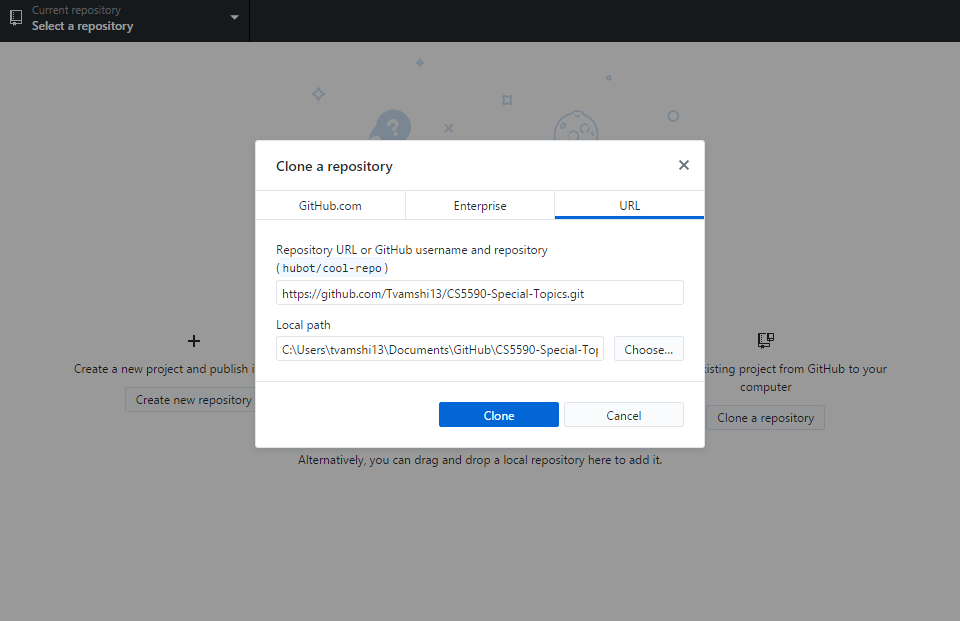 Current repository
Select a repository
?
Clone a repository
GitHub.com Enterprise URL
Repository URL or GitHub username and repository
(hubot/cool-repo)
https://github.com/Tvamshi13/CS5590-Special-Topics.git
Local path
C:\Users\tvamshi13\Documents\GitHub\CS5590-Special-To
Choose...
Clone Cancel
Create a new project and publish
Create new repository
project from GitHub to your
computer
Clone a repository
Alternatively, you can drag and drop a local repository here to add it.